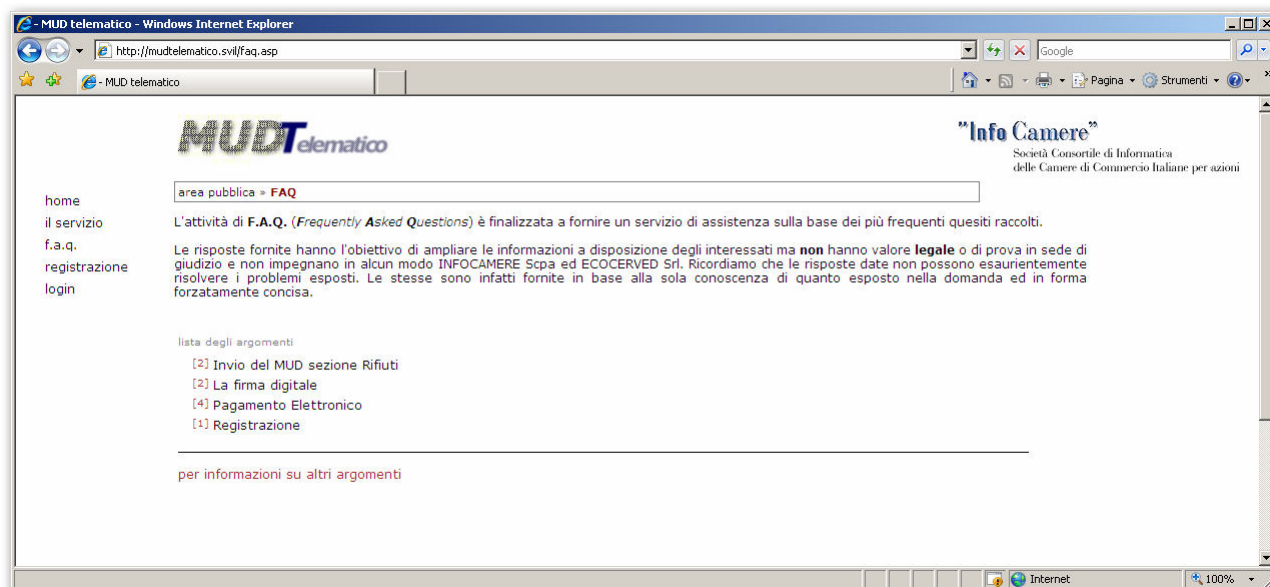 - MUD telematico - Windows Internet Explorer
http://mudtelematico.svil/faq.asp
Google
- MUD telematico
Pagina
Strumenti
MUDTelematico
"Info Camere"
Società Consortile di Informatica
delle Camere di Commercio Italiane per azioni
home
il servizio
f.a.q.
registrazione
login
area pubblica » FAQ
L'attività di F.A.Q. (Frequently Asked Questions) è finalizzata a fornire un servizio di assistenza sulla base dei più frequenti quesiti raccolti.
Le risposte fornite hanno l'obiettivo di ampliare le informazioni a disposizione degli interessati ma non hanno valore legale o di prova in sede di
giudizio e non impegnano in alcun modo INFOCAMERE Scpa ed ECOCERVED Srl. Ricordiamo che le risposte date non possono esaurientemente
risolvere i problemi esposti. Le stesse sono infatti fornite in base alla sola conoscenza di quanto esposto nella domanda ed in forma
forzatamente concisa.
lista degli argomenti
[2] Invio del MUD sezione Rifiuti
[2] La firma digitale
[4] Pagamento Elettronico
[1] Registrazione
per informazioni su altri argomenti
Internet
100%